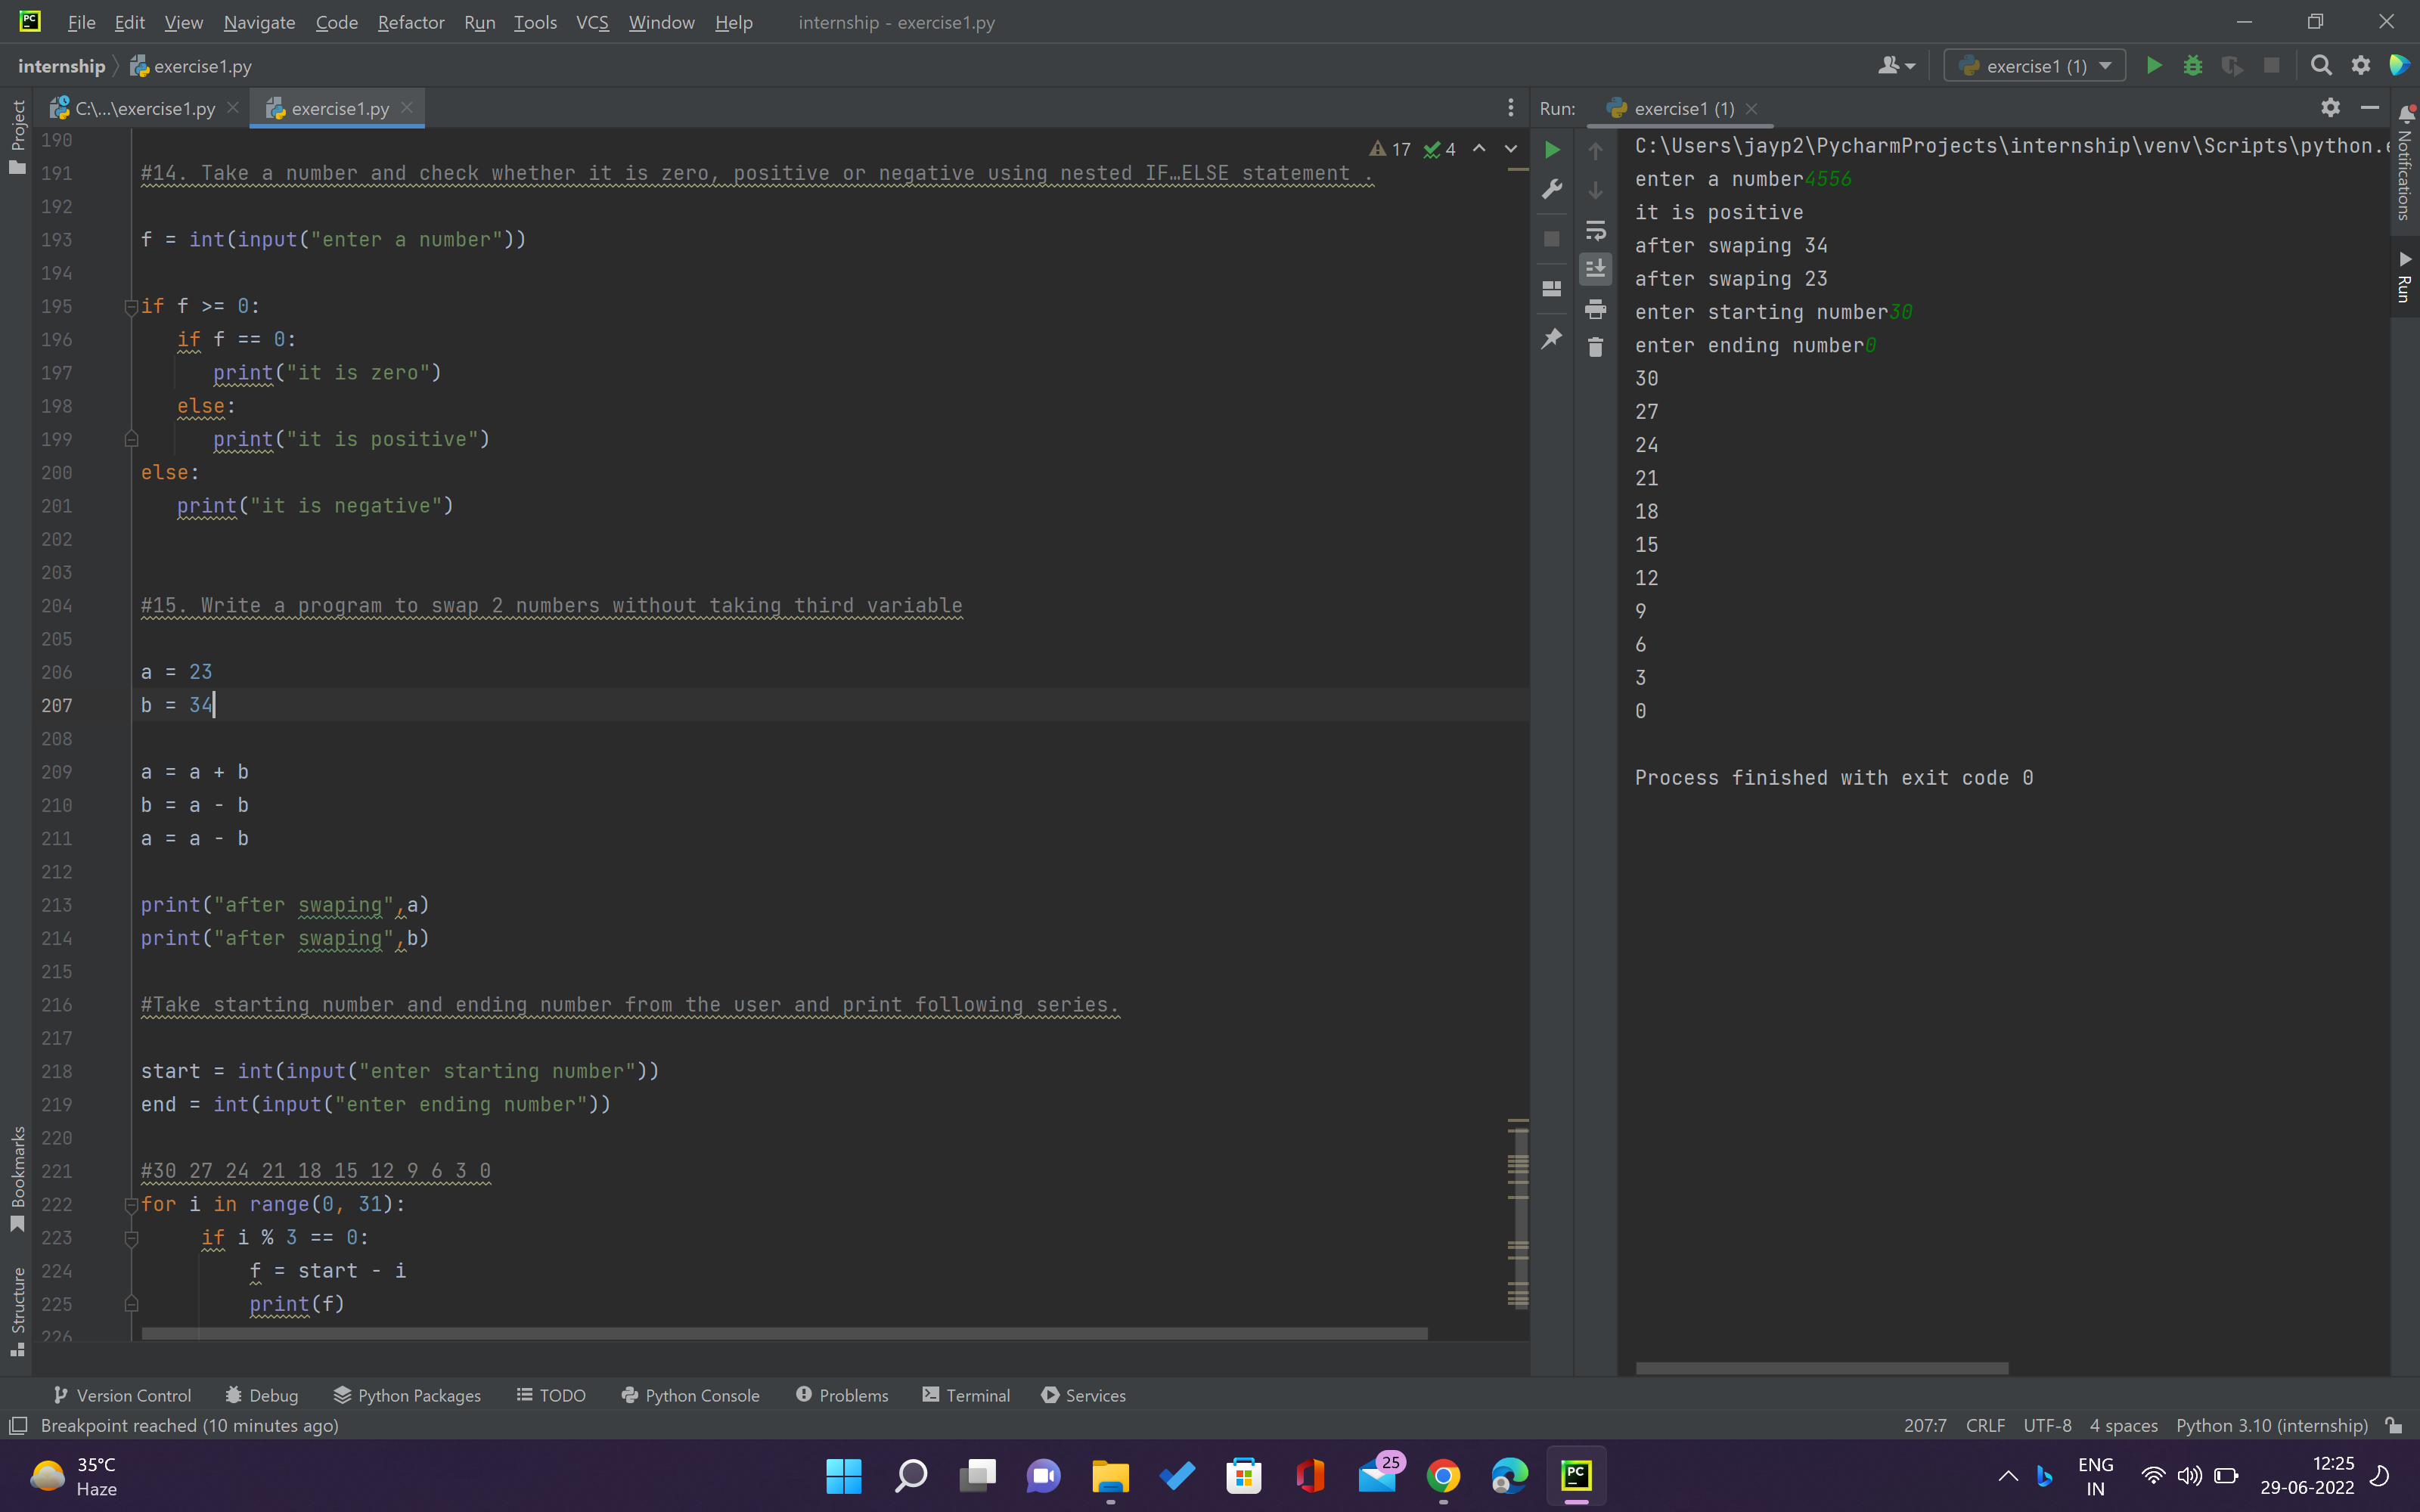 File Edit View Navigate Code Refactor Run Tools VCS Window Help internship - exercise1.py
internship exercise1.py exercise1 (1)
Project
C:\...\exercise1.py exercise1.py
Run: exercise1 (1)
17 4
190
191 #14. Take a number and check whether it is zero, positive or negative using nested IF…ELSE statement .
192
193 f = int(input("enter a number"))
194
195 if f >= 0:
196 if f == 0:
197 print("it is zero")
198 else:
199 print("it is positive")
200 else:
201 print("it is negative")
202
203
204 #15. Write a program to swap 2 numbers without taking third variable
205
206 a = 23
207 b = 34
208
209 a = a + b
210 b = a - b
211 a = a - b
212
213 print("after swaping",a)
214 print("after swaping",b)
215
216 #Take starting number and ending number from the user and print following series.
217
218 start = int(input("enter starting number"))
219 end = int(input("enter ending number"))
220
221 #30 27 24 21 18 15 12 9 6 3 0
222 for i in range(0, 31):
223 if i % 3 == 0:
224 f = start - i
225 print(f)
226
C:\Users\jayp2\PycharmProjects\internship\venv\Scripts\python.e
enter a number4556
it is positive
after swaping 34
after swaping 23
enter starting number30
enter ending number0
30
27
24
21
18
15
12
9
6
3
0
Process finished with exit code 0
Notifications
Run
Bookmarks
Structure
Version Control Debug Python Packages TODO Python Console Problems Terminal Services
Breakpoint reached (10 minutes ago) 207:7 CRLF UTF-8 4 spaces Python 3.10 (internship)
35°C
Haze
25
PC
ENG
IN
12:25
29-06-2022